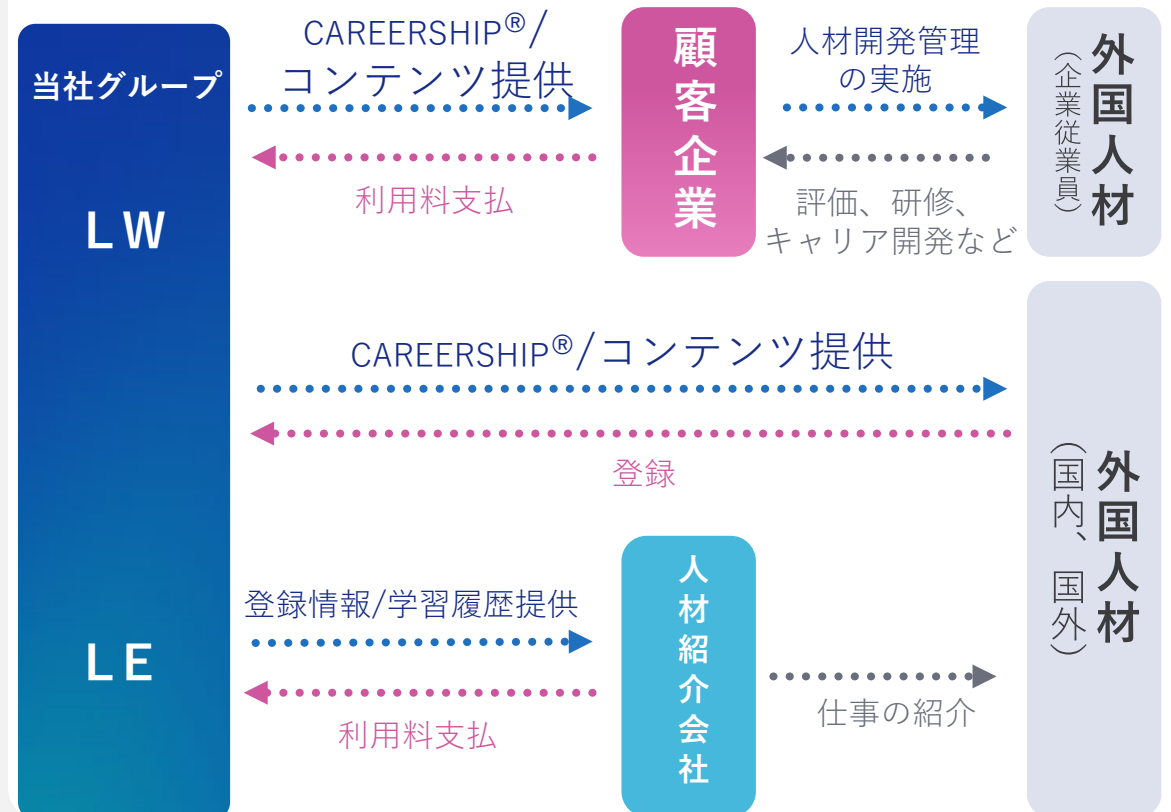 当社グループ
LW
LE
CAREERSHIP®/
コンテンツ提供
利用料支払
顧客企業
人材開発管理
の実施
評価、研修、
キャリア開発など
外国人材
（企業従業員）
CAREERSHIP®/コンテンツ提供
登録
登録情報/学習履歴提供
利用料支払
人材紹介会社
仕事の紹介
外国人材
（国内、国外）